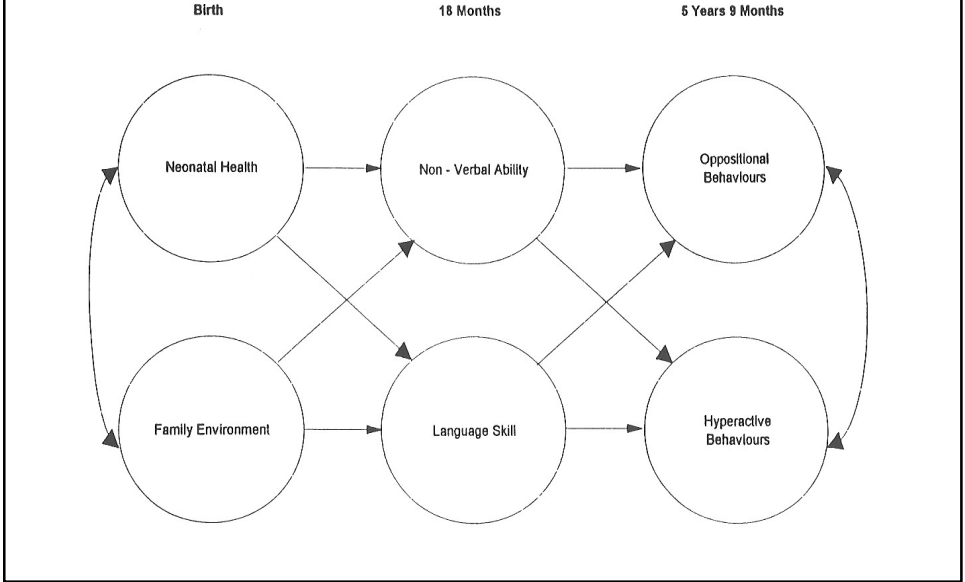 Birth
18 Months
5 Years 9 Months
Neonatal Health
Non - Verbal Ability
Oppositional
Behaviours
Family Environment
Language Skill
Hyperactive
Behaviours